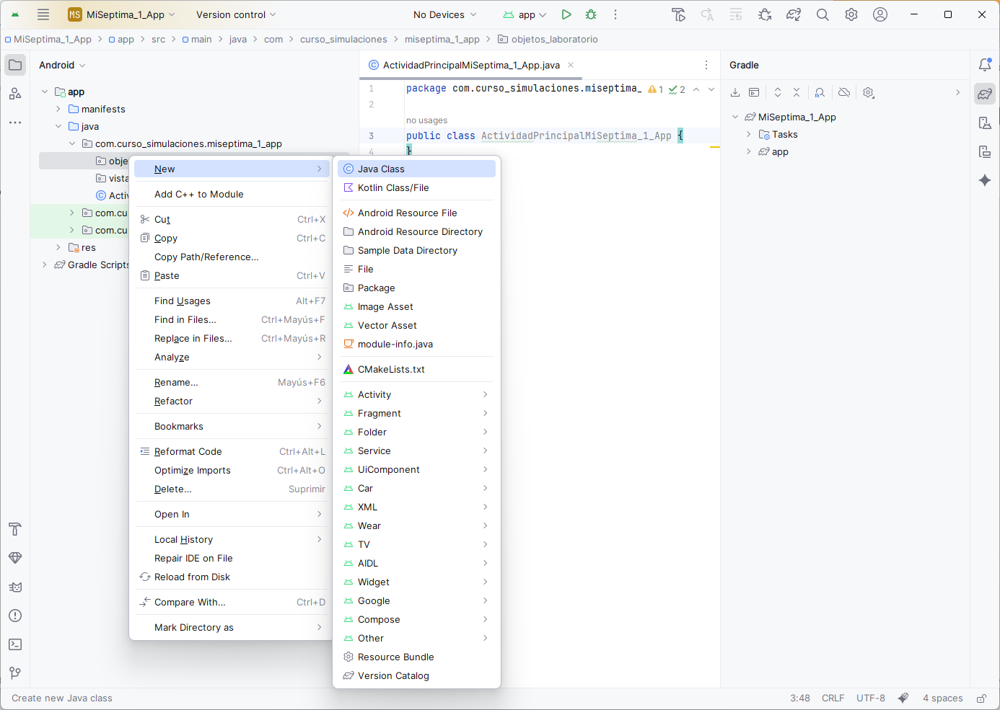 MS MiSeptima_1_App Version control No Devices app
MiSeptima_1_App app src main java com curso_simulaciones miseptima_1_app objetos_laboratorio
Android
ActividadPrincipalMiSeptima_1_App.java
Gradle
app
manifests
java
com.curso_simulaciones.miseptima_1_app
obje
vista
Activ
com.cu
com.cu
res
Gradle Scripts
1 package com.curso_simulaciones.miseptima_ 1 2
2
no usages
3 public class ActividadPrincipalMiSeptima_1_App {
4 }
MiSeptima_1_App
Tasks
app
New
Add C++ to Module
Cut Ctrl+X
Copy Ctrl+C
Copy Path/Reference...
Paste Ctrl+V
Find Usages Alt+F7
Find in Files... Ctrl+Mayús+F
Replace in Files... Ctrl+Mayús+R
Analyze
Rename... Mayús+F6
Refactor
Bookmarks
Reformat Code Ctrl+Alt+L
Optimize Imports Ctrl+Alt+O
Delete... Suprimir
Open In
Local History
Repair IDE on File
Reload from Disk
Compare With... Ctrl+D
Mark Directory as
Java Class
Kotlin Class/File
Android Resource File
Android Resource Directory
Sample Data Directory
File
Package
Image Asset
Vector Asset
module-info.java
CMakeLists.txt
Activity
Fragment
Folder
Service
UiComponent
Car
XML
Wear
TV
AIDL
Widget
Google
Compose
Other
Resource Bundle
Version Catalog
Create new Java class
3:48 CRLF UTF-8 4 spaces